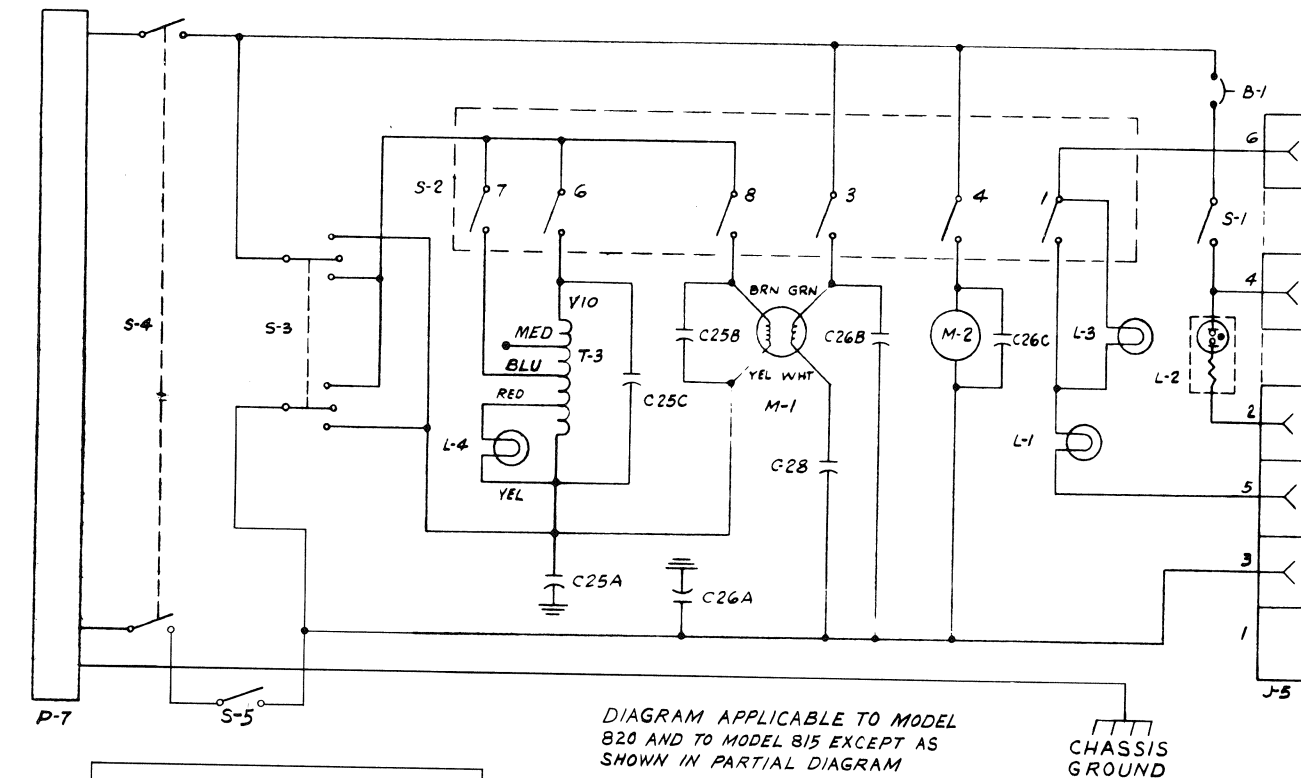 B-1
6
S-2
7
6
8
3
4
1
S-1
4
BRN GRN
V10
S-4
S-3
MED
T-3
C25B
C26B
M-2
C26C
L-3
BLU
L-2
RED
C25C
YEL WHT
M-1
2
L-4
C-28
L-1
YEL
5
3
C25A
C26A
1
P-7
S-5
J-5
DIAGRAM APPLICABLE TO MODEL
820 AND TO MODEL 815 EXCEPT AS
SHOWN IN PARTIAL DIAGRAM
CHASSIS
GROUND